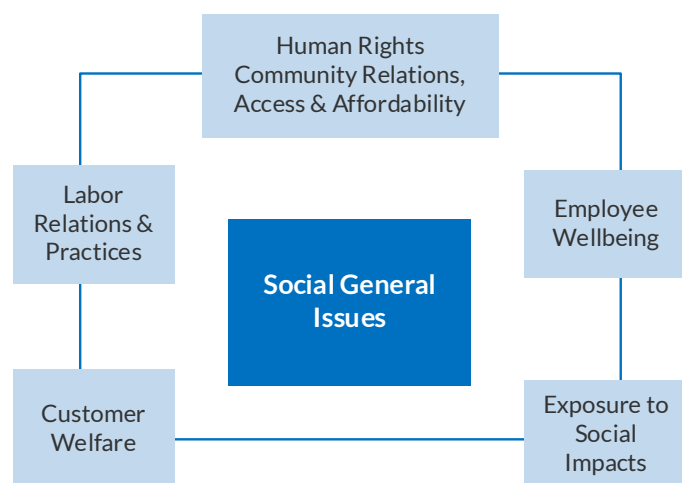 Human Rights
Community Relations,
Access & Affordability
Labor
Relations &
Practices
Employee
Wellbeing
Social General
Issues
Customer
Welfare
Exposure to
Social
Impacts